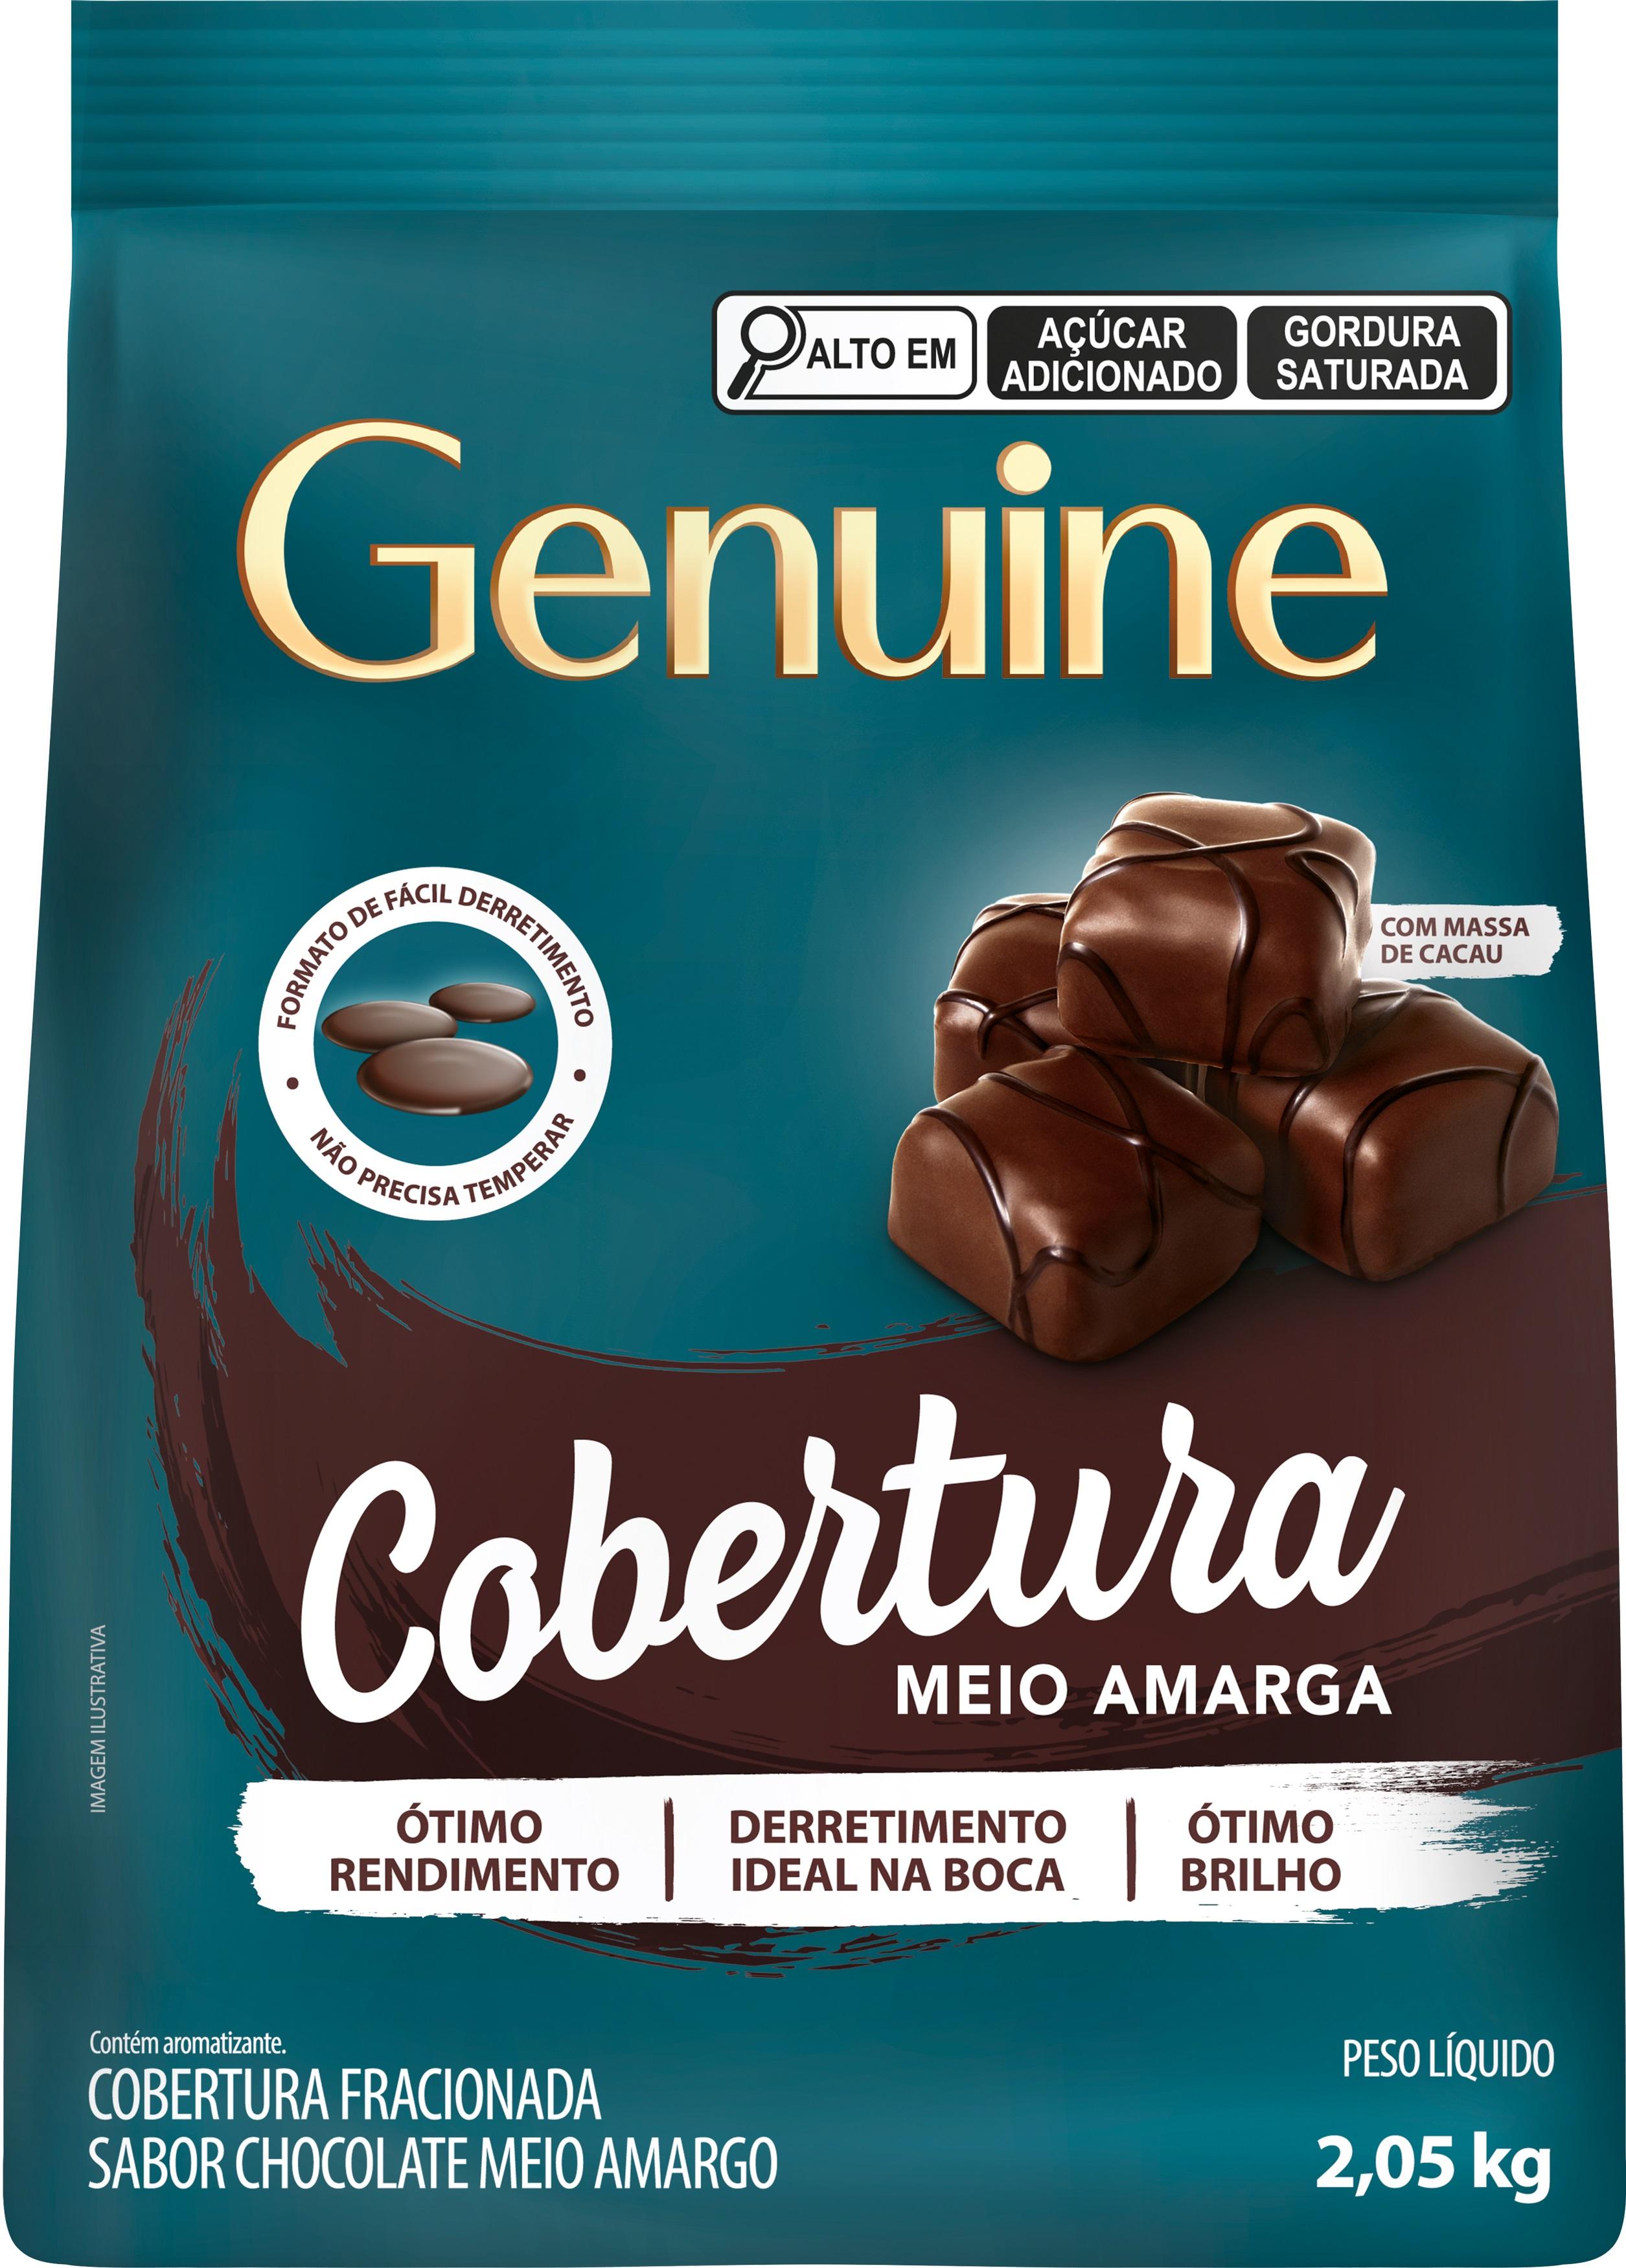 ALTO EM
AÇÚCAR
ADICIONADO
GORDURA
SATURADA
Genuine
FORMATO DE FÁCIL DERRETIMENTO
NÃO PRECISA TEMPERAR
COM MASSA
DE CACAU
Cobertura
MEIO AMARGA
ÓTIMO
RENDIMENTO
DERRETIMENTO
IDEAL NA BOCA
ÓTIMO
BRILHO
IMAGEM ILUSTRATIVA
Contém aromatizante.
COBERTURA FRACIONADA
SABOR CHOCOLATE MEIO AMARGO
PESO LÍQUIDO
2,05 kg